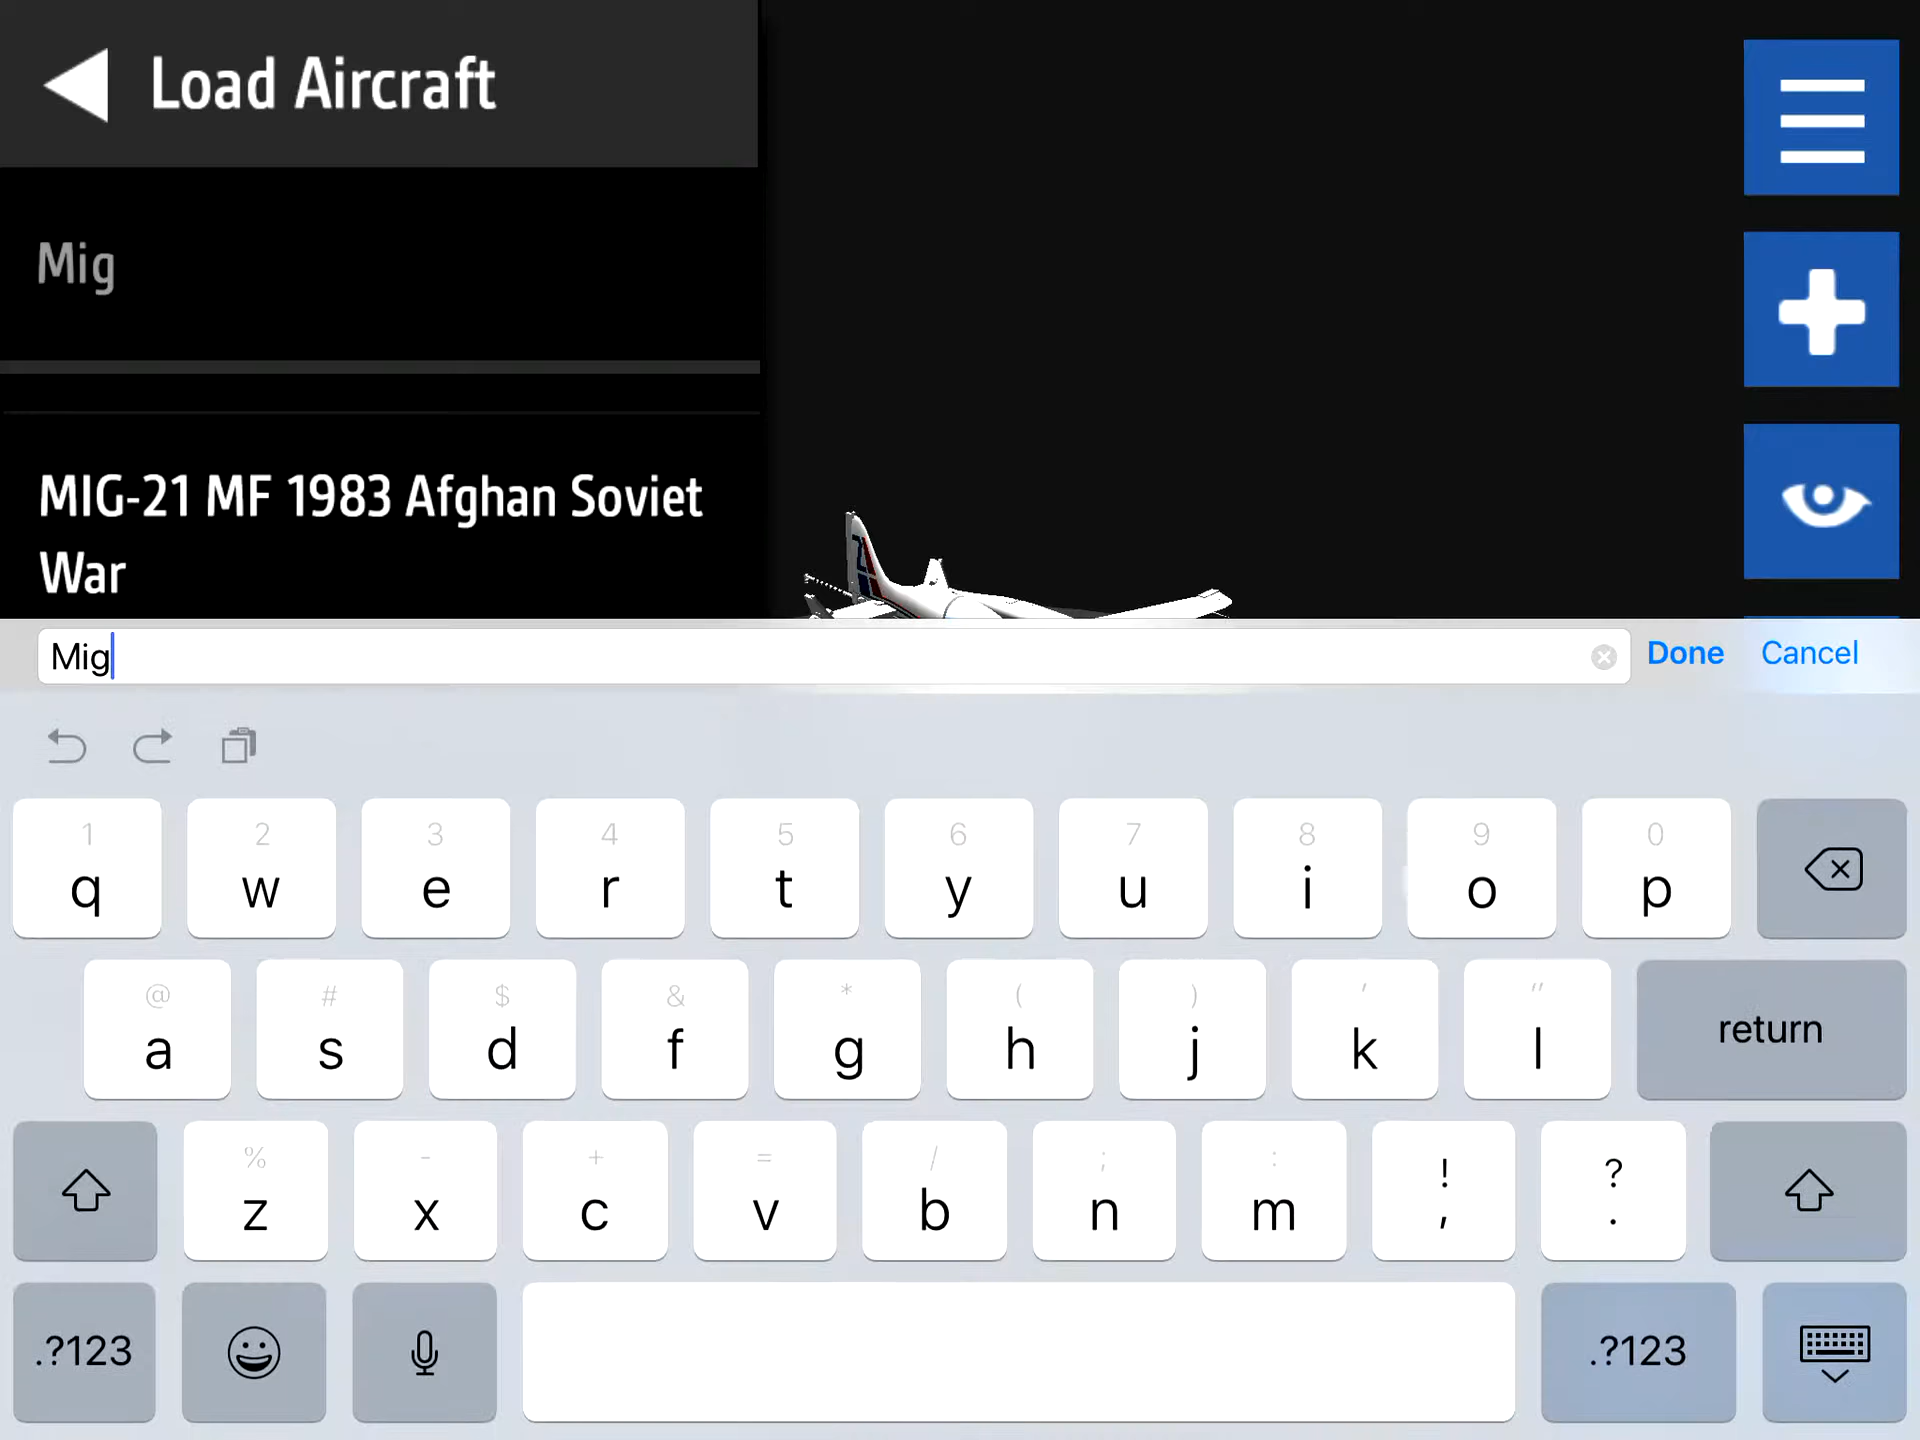 Load Aircraft
Mig
MIG-21 MF 1983 Afghan Soviet
War
Mig
Done
Cancel
1 2 3 4 5 6 7 8 9 0
q w e r t y u i o p
@ # $ & * ( ) ' "
a s d f g h j k l return
% - + = / ; : ! ?
z x c v b n m , .
.?123 .?123